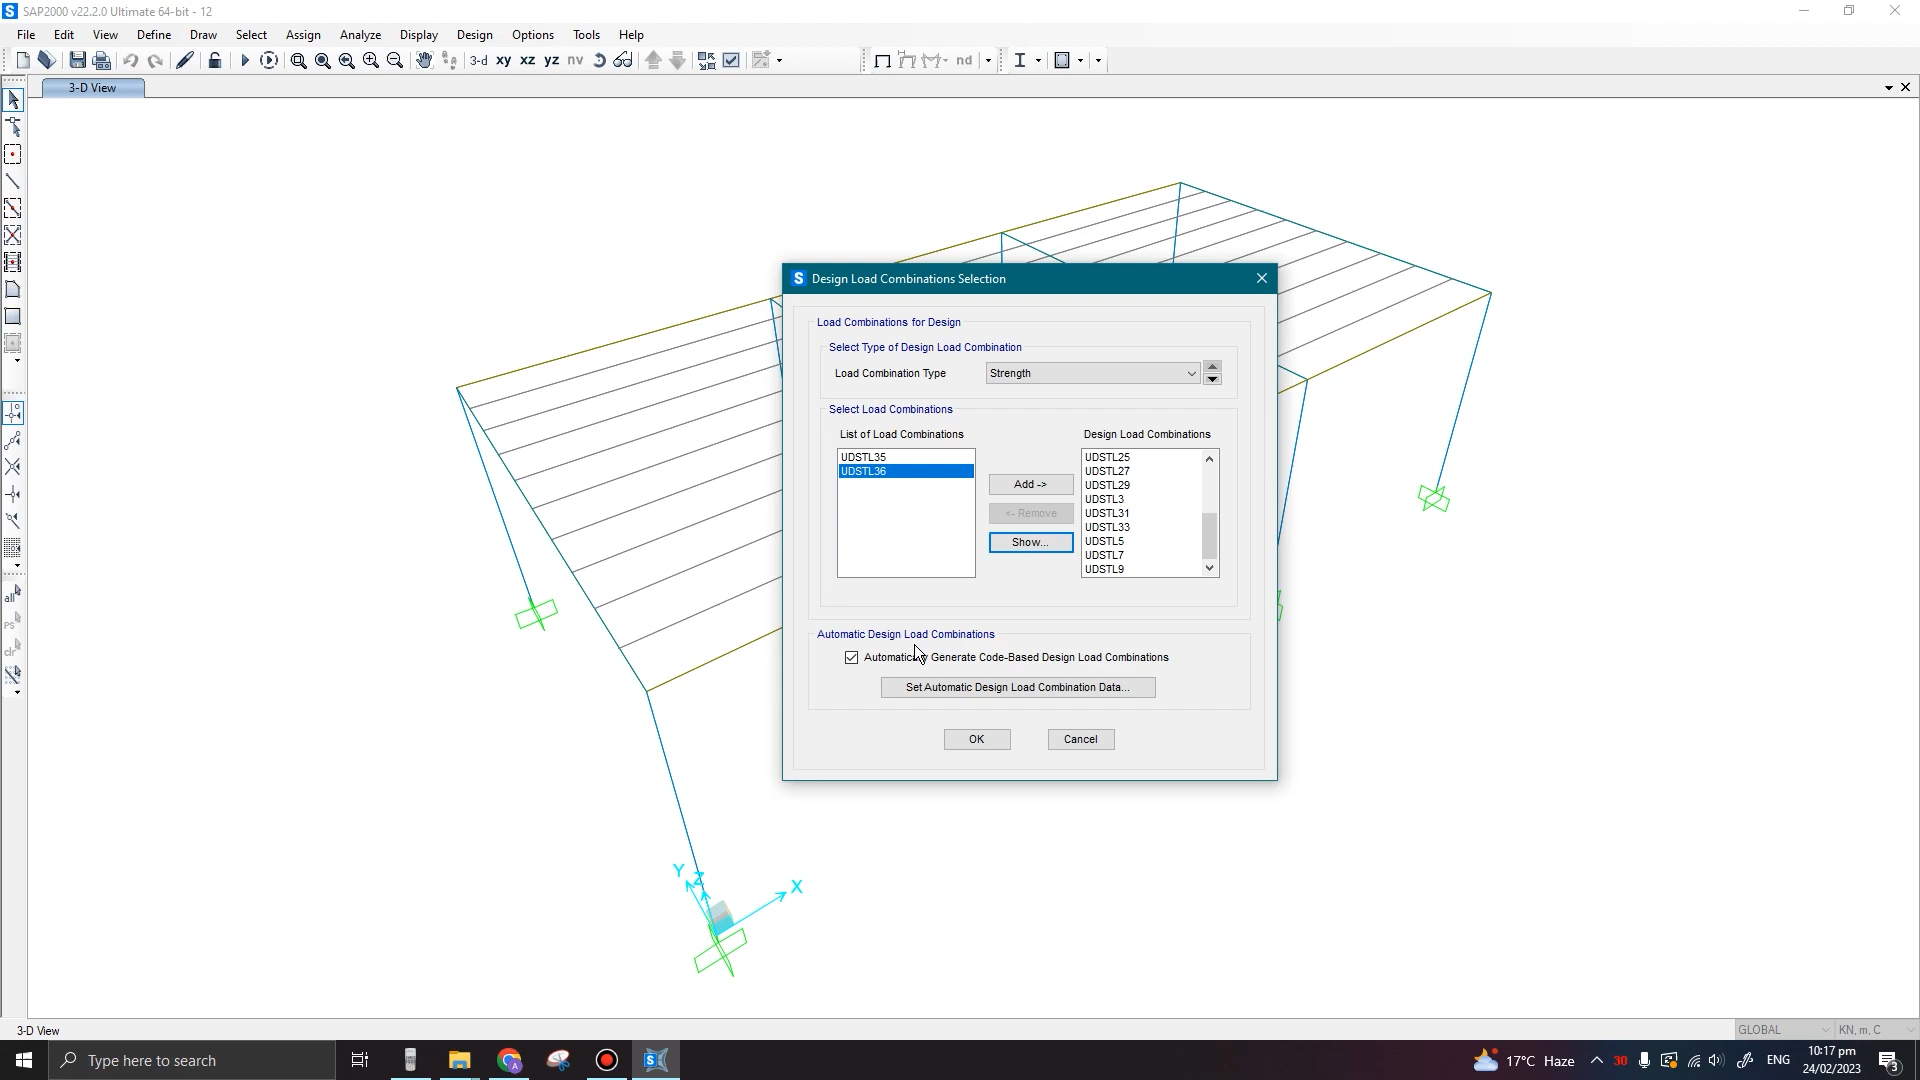 SAP2000 v22.2.0 Ultimate 64-bit - 12
File Edit View Define Draw Select Assign Analyze Display Design Options Tools Help
3-d xy xz yz nv nd
3-D View
all
ps
clr
Design Load Combinations Selection
Load Combinations for Design
Select Type of Design Load Combination
Load Combination Type Strength
Select Load Combinations
List of Load Combinations Design Load Combinations
UDSTL35 UDSTL25
UDSTL36 UDSTL27
Add -> UDSTL29
UDSTL3
<- Remove UDSTL31
UDSTL33
Show... UDSTL5
UDSTL7
UDSTL9
Automatic Design Load Combinations
Generate Code-Based Design Load Combinations
Set Automatic Design Load Combination Data...
OK Cancel
Y Z X
3-D View GLOBAL KN, m, C
Type here to search 17°C Haze 30 ENG 10:17 pm
24/02/2023 3